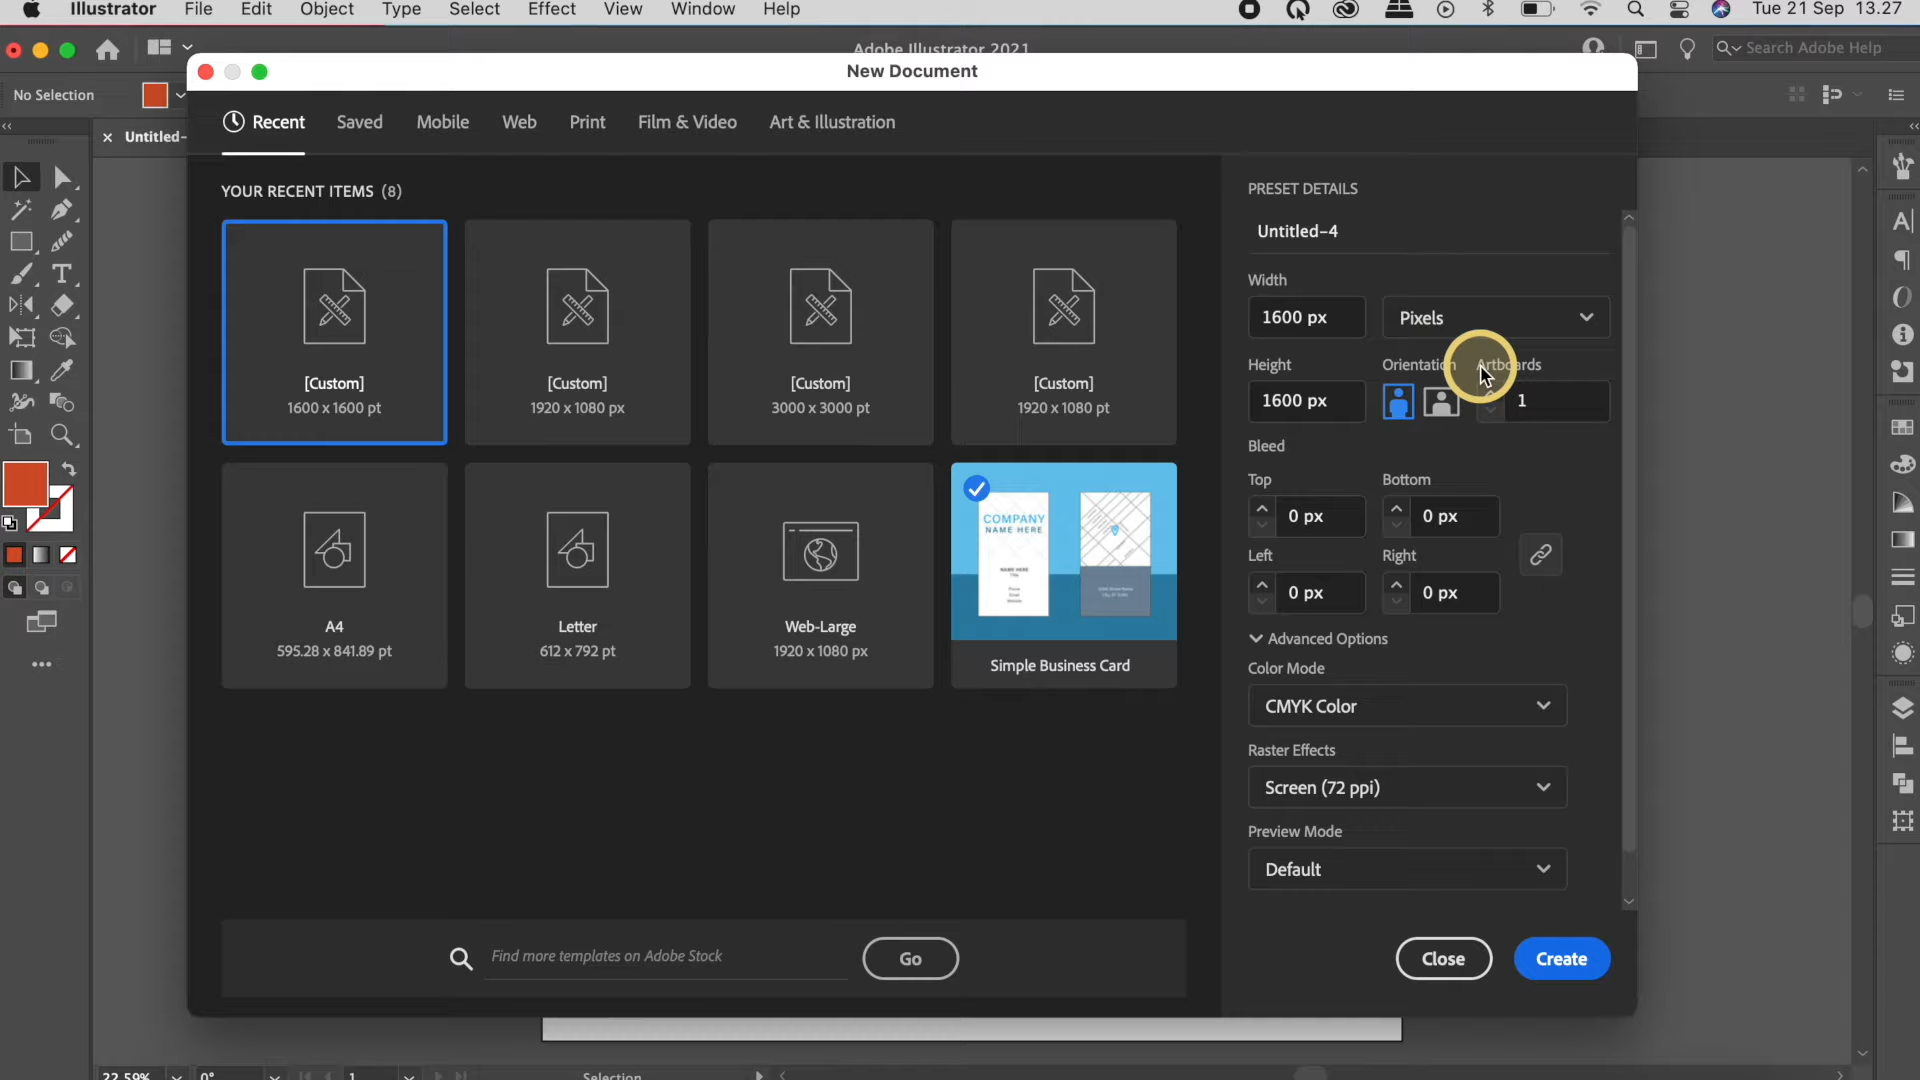 Illustrator File Edit Object Type Select Effect View Window Help Tue 21 Sep 13.27
Adobe Illustrator 2021
Search Adobe Help
New Document
No Selection
Recent Saved Mobile Web Print Film & Video Art & Illustration
Untitled-
YOUR RECENT ITEMS (8)
[Custom]
1600 x 1600 pt
[Custom]
1920 x 1080 px
[Custom]
3000 x 3000 pt
[Custom]
1920 x 1080 pt
A4
595.28 x 841.89 pt
Letter
612 x 792 pt
Web-Large
1920 x 1080 px
COMPANY
NAME HERE
NAME HERE
Simple Business Card
Find more templates on Adobe Stock
Go
PRESET DETAILS
Untitled-4
Width
1600 px Pixels
Height Orientation Artboards
1600 px 1
Bleed
Top Bottom
0 px 0 px
Left Right
0 px 0 px
Advanced Options
Color Mode
CMYK Color
Raster Effects
Screen (72 ppi)
Preview Mode
Default
Close Create
22.59% 0° 1 Selection